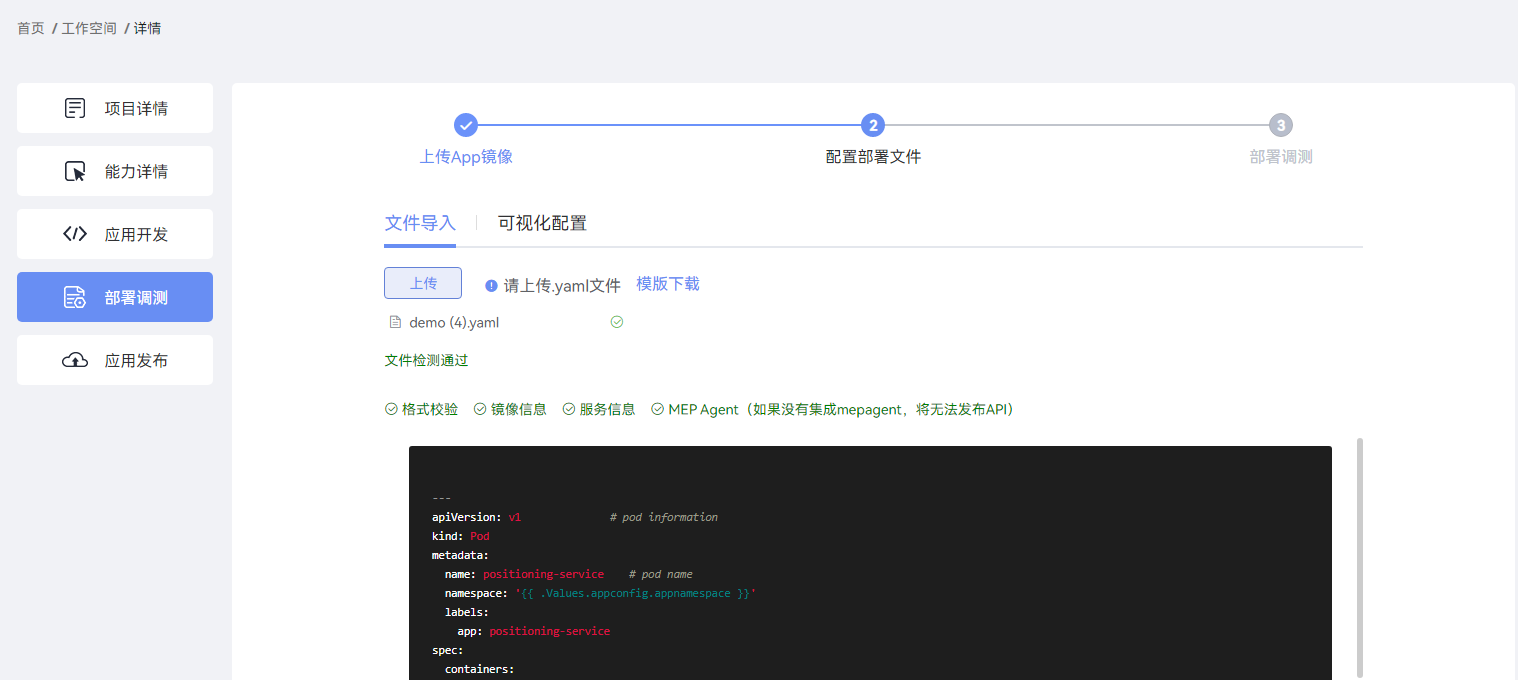 首页 / 工作空间 / 详情
项目详情
能力详情
应用开发
部署调测
应用发布
2 3
上传App镜像 配置部署文件 部署调测
文件导入 可视化配置
上传 请上传.yaml文件 模版下载
demo (4).yaml
文件检测通过
格式校验 镜像信息 服务信息 MEP Agent（如果没有集成mepagent，将无法发布API）
---
apiVersion: v1 # pod information
kind: Pod
metadata:
name: positioning-service # pod name
namespace: '{{ .Values.appconfig.appnamespace }}'
labels:
app: positioning-service
spec:
containers: